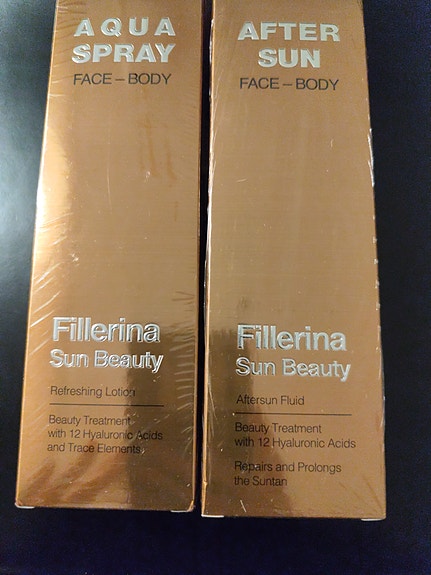 AQUA
SPRAY
FACE – BODY
Fillerina
Sun Beauty
Refreshing Lotion
Beauty Treatment
with 12 Hyaluronic Acids
and Trace Elements
AFTER
SUN
FACE – BODY
Fillerina
Sun Beauty
Aftersun Fluid
Beauty Treatment
with 12 Hyaluronic Acids
Repairs and Prolongs
the Suntan